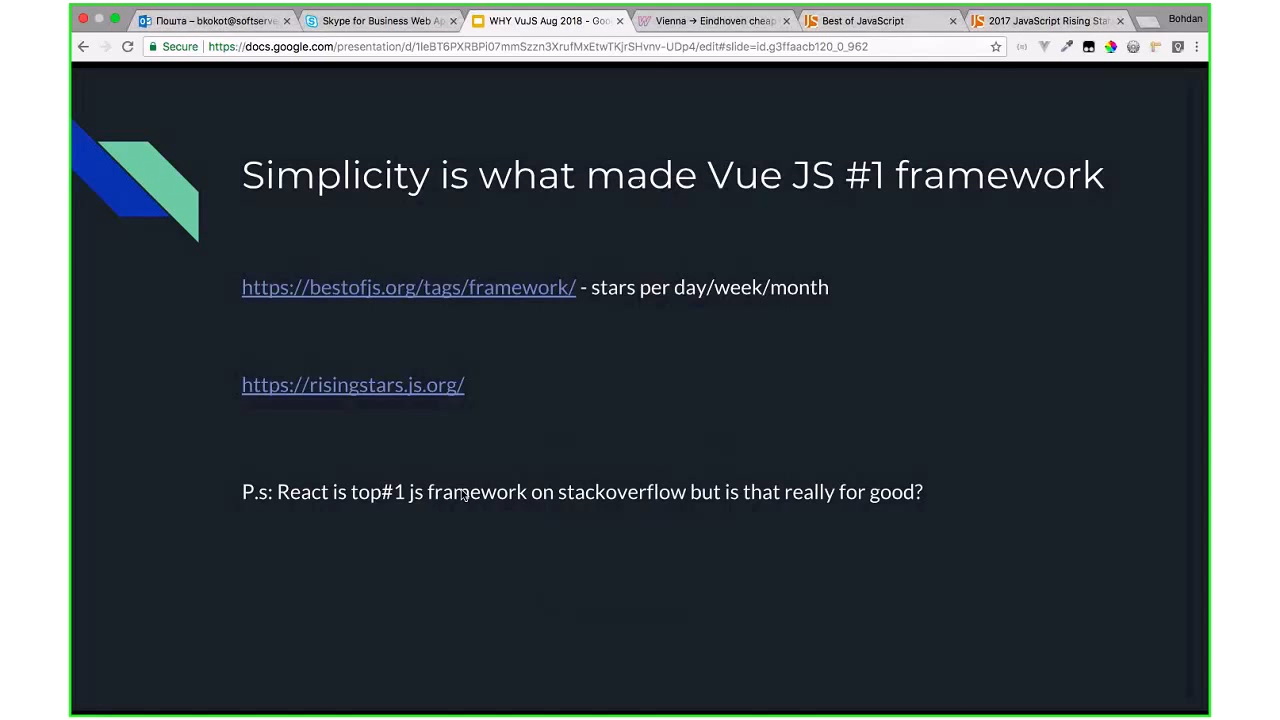 Пошта – bkokot@softserve
Skype for Business Web Ap
WHY VuJS Aug 2018 - Goo
Vienna → Eindhoven cheap
Best of JavaScript
2017 JavaScript Rising Sta
Bohdan
Secure
https://docs.google.com/presentation/d/1IeBT6PXRBPi07mmSzzn3XrufMxEtwTKjrSHvnv-UDp4/edit#slide=id.g3ffaacb120_0_962
Simplicity is what made Vue JS #1 framework
https://bestofjs.org/tags/framework/ - stars per day/week/month
https://risingstars.js.org/
P.s: React is top#1 js framework on stackoverflow but is that really for good?